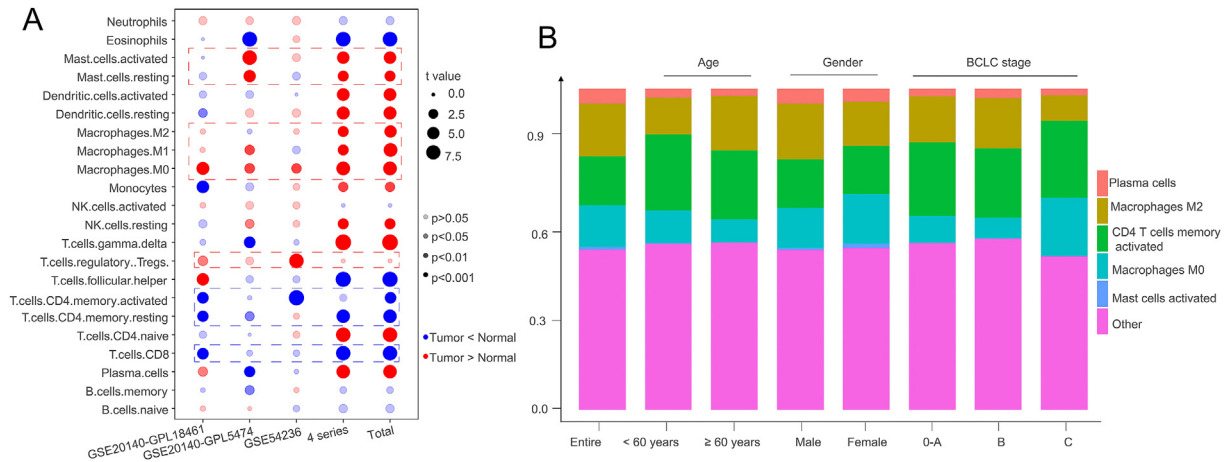 A
Neutrophils
Eosinophils
Mast.cells.activated
Mast.cells.resting
Dendritic.cells.activated
Dendritic.cells.resting
Macrophages.M2
Macrophages.M1
Macrophages.M0
Monocytes
NK.cells.activated
NK.cells.resting
T.cells.gamma.delta
T.cells.regulatory..Tregs.
T.cells.follicular.helper
T.cells.CD4.memory.activated
T.cells.CD4.memory.resting
T.cells.CD4.naive
T.cells.CD8
Plasma.cells
B.cells.memory
B.cells.naive
GSE20140-GPL18461
GSE20140-GPL5474
GSE54236
4 series
Total
t value
0.0
2.5
5.0
7.5
p>0.05
p<0.05
p<0.01
p<0.001
Tumor < Normal
Tumor > Normal
B
Age
Gender
BCLC stage
0.9
0.6
0.3
0.0
Entire
< 60 years
≥ 60 years
Male
Female
0-A
B
C
Plasma cells
Macrophages M2
CD4 T cells memory
activated
Macrophages M0
Mast cells activated
Other